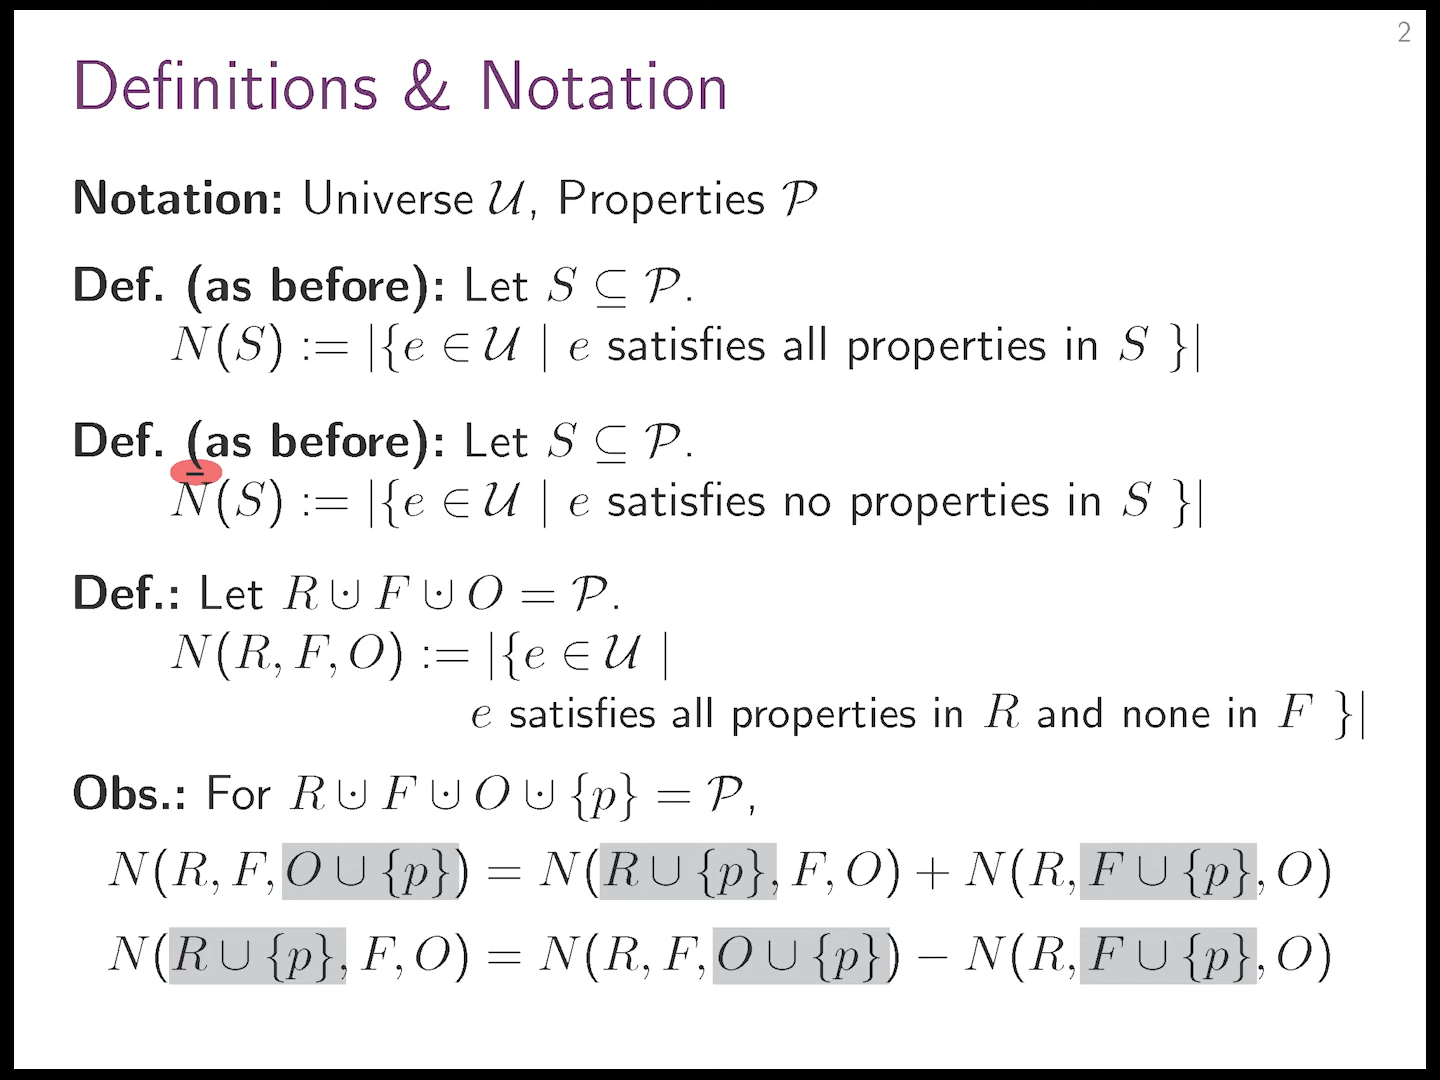 2
Definitions & Notation
Notation: Universe 𝒰, Properties 𝒫
Def. (as before): Let S ⊆ 𝒫.
N(S) := |{e ∈ 𝒰 | e satisfies all properties in S }|
Def. (as before): Let S ⊆ 𝒫.
N̄(S) := |{e ∈ 𝒰 | e satisfies no properties in S }|
Def.: Let R ⊍ F ⊍ O = 𝒫.
N(R, F, O) := |{e ∈ 𝒰 |
e satisfies all properties in R and none in F }|
Obs.: For R ⊍ F ⊍ O ⊍ {p} = 𝒫,
N(R, F, O ∪ {p}) = N(R ∪ {p}, F, O) + N(R, F ∪ {p}, O)
N(R ∪ {p}, F, O) = N(R, F, O ∪ {p}) − N(R, F ∪ {p}, O)